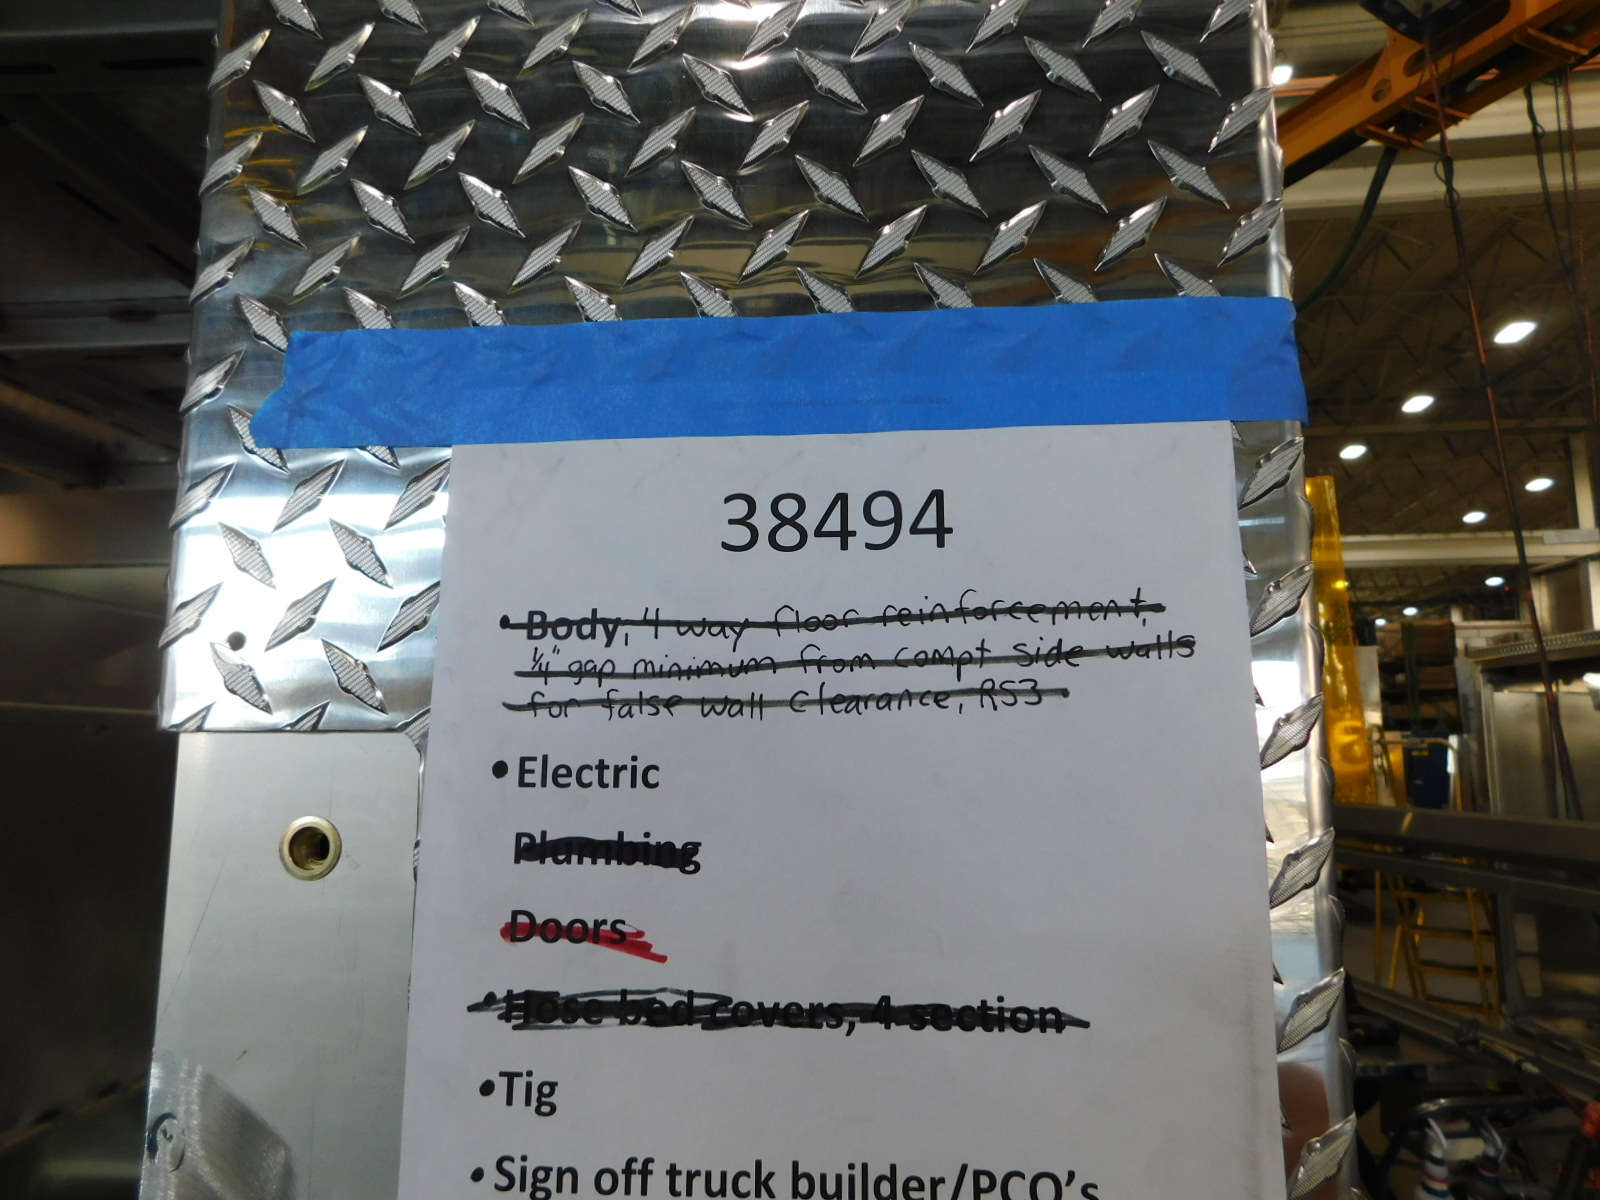 38494
• Body, 4 way floor reinforcement,
1/4" gap minimum from compt side walls
for false wall clearance, RS3
• Electric
Plumbing
Doors
• Hose bed covers, 4 section
• Tig
• Sign off truck builder/PCO's